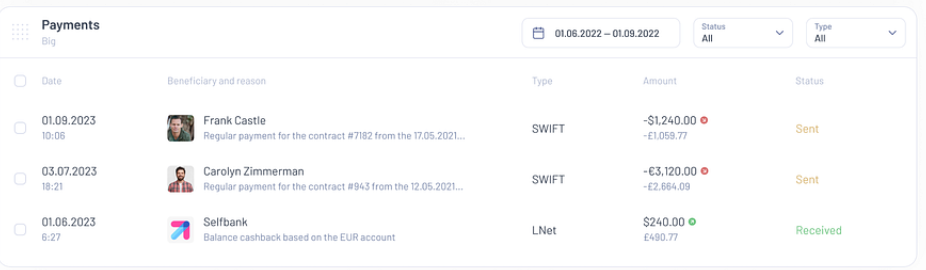 Payments
Big
01.06.2022 – 01.09.2022
Status
All
Type
All
Date Beneficiary and reason Type Amount Status
01.09.2023 Frank Castle SWIFT -$1,240.00 Sent
10:06 Regular payment for the contract #7182 from the 17.05.2021... -£1,059.77
03.07.2023 Carolyn Zimmerman SWIFT -€3,120.00 Sent
18:21 Regular payment for the contract #943 from the 12.05.2021... -£2,664.09
01.06.2023 Selfbank LNet $240.00 Received
6:27 Balance cashback based on the EUR account £490.77